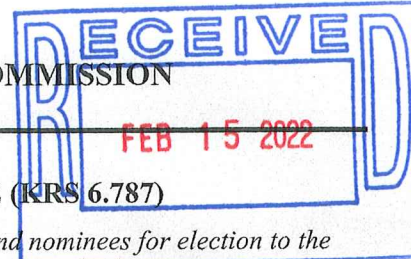 RECEIVED
OMMISSION
FEB 15 2022
(KRS 6.787)
nd nominees for election to the